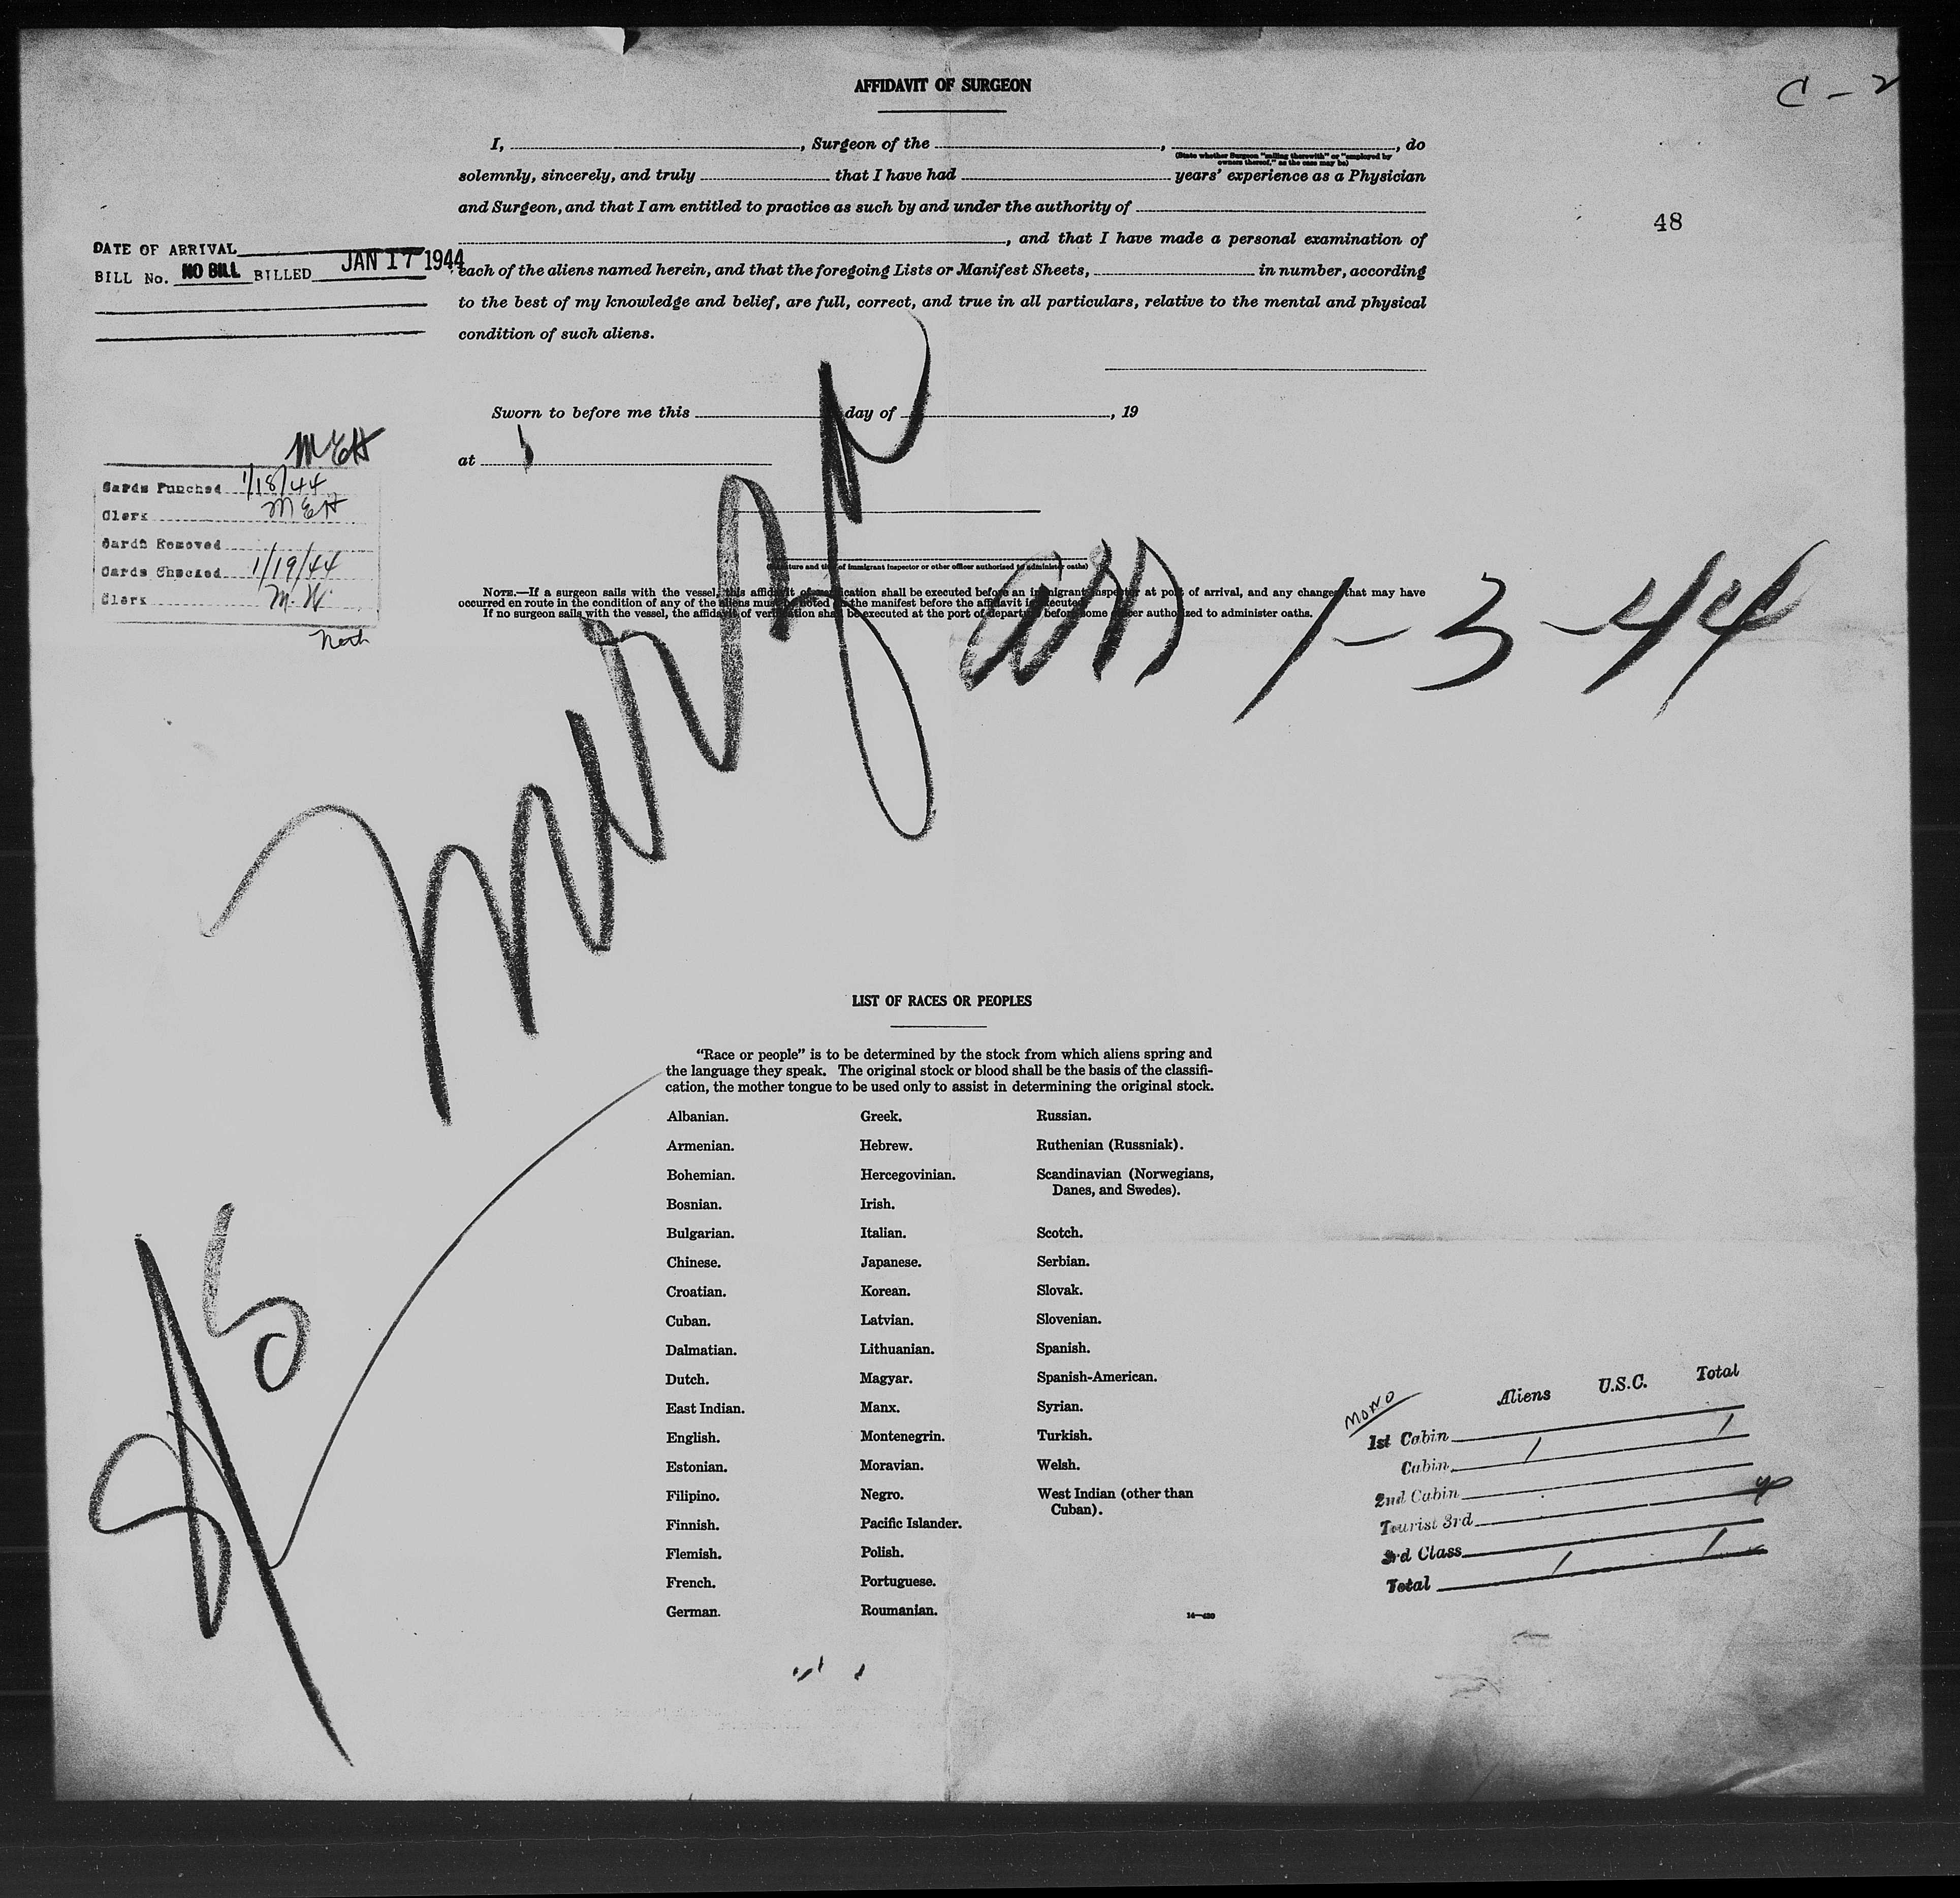 C - 2
AFFIDAVIT OF SURGEON
I, , Surgeon of the , , do
(State whether Surgeon "sailing therewith" or "employed by
owners thereof," as the case may be)
solemnly, sincerely, and truly that I have had years' experience as a Physician
and Surgeon, and that I am entitled to practice as such by and under the authority of
, and that I have made a personal examination of
each of the aliens named herein, and that the foregoing Lists or Manifest Sheets, in number, according
to the best of my knowledge and belief, are full, correct, and true in all particulars, relative to the mental and physical
condition of such aliens.
48
DATE OF ARRIVAL
BILL No. NO BILL BILLED JAN 17 1944
Sworn to before me this day of , 19
at
MEH
Cards Punched 1/18/44
Clerk MEH
Cards Removed
Cards Checked 1/19/44
Clerk M.W.
(Signature and title of immigrant inspector or other officer authorized to administer oaths)
NOTE.—If a surgeon sails with the vessel, this affidavit of verification shall be executed before an immigrant inspector at port of arrival, and any changes that may have
occurred en route in the condition of any of the aliens must be noted on the manifest before the affidavit is executed.
If no surgeon sails with the vessel, the affidavit of verification shall be executed at the port of departure before some officer authorized to administer oaths.
arr 1-3-44
LIST OF RACES OR PEOPLES
"Race or people" is to be determined by the stock from which aliens spring and
the language they speak. The original stock or blood shall be the basis of the classifi-
cation, the mother tongue to be used only to assist in determining the original stock.
Albanian.
Armenian.
Bohemian.
Bosnian.
Bulgarian.
Chinese.
Croatian.
Cuban.
Dalmatian.
Dutch.
East Indian.
English.
Estonian.
Filipino.
Finnish.
Flemish.
French.
German.
Greek.
Hebrew.
Hercegovinian.
Irish.
Italian.
Japanese.
Korean.
Latvian.
Lithuanian.
Magyar.
Manx.
Montenegrin.
Moravian.
Negro.
Pacific Islander.
Polish.
Portuguese.
Roumanian.
Russian.
Ruthenian (Russniak).
Scandinavian (Norwegians,
Danes, and Swedes).
Scotch.
Serbian.
Slovak.
Slovenian.
Spanish.
Spanish-American.
Syrian.
Turkish.
Welsh.
West Indian (other than
Cuban).
14—420
MONO
Aliens U.S.C. Total
1st Cabin
Cabin 1 1
2nd Cabin
Tourist 3rd
3rd Class
Total 1 1